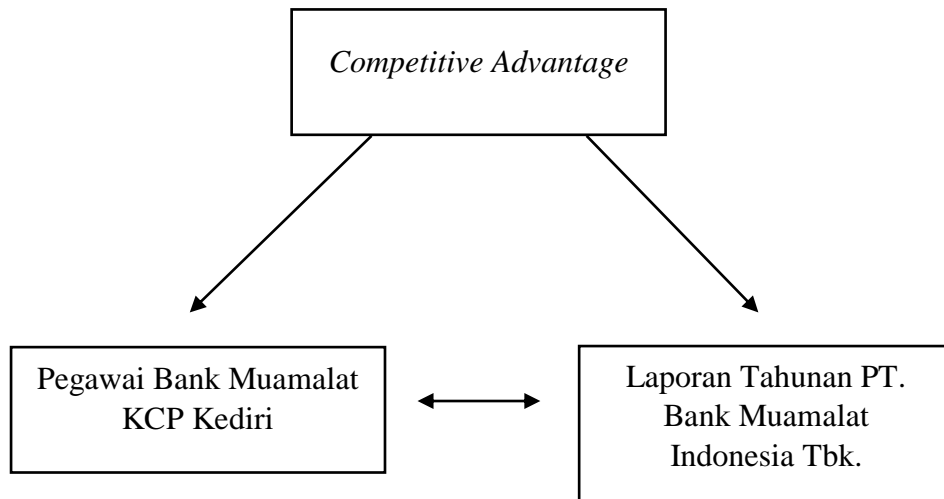 Competitive Advantage
Pegawai Bank Muamalat
KCP Kediri
Laporan Tahunan PT.
Bank Muamalat
Indonesia Tbk.